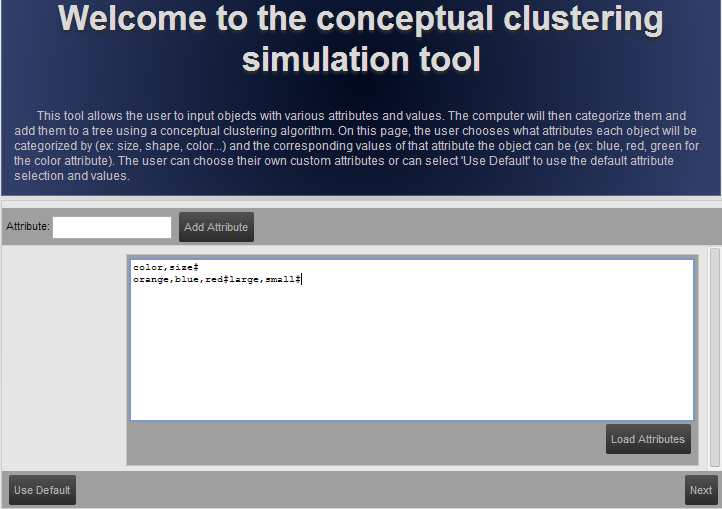 Welcome to the conceptual clustering
simulation tool
This tool allows the user to input objects with various attributes and values. The computer will then categorize them and
add them to a tree using a conceptual clustering algorithm. On this page, the user chooses what attributes each object will be
categorized by (ex: size, shape, color...) and the corresponding values of that attribute the object can be (ex: blue, red, green for
the color attribute). The user can choose their own custom attributes or can select 'Use Default' to use the default attribute
selection and values.
Attribute: Add Attribute
color,size‡
orange,blue,red‡large,small‡
Load Attributes
Use Default Next